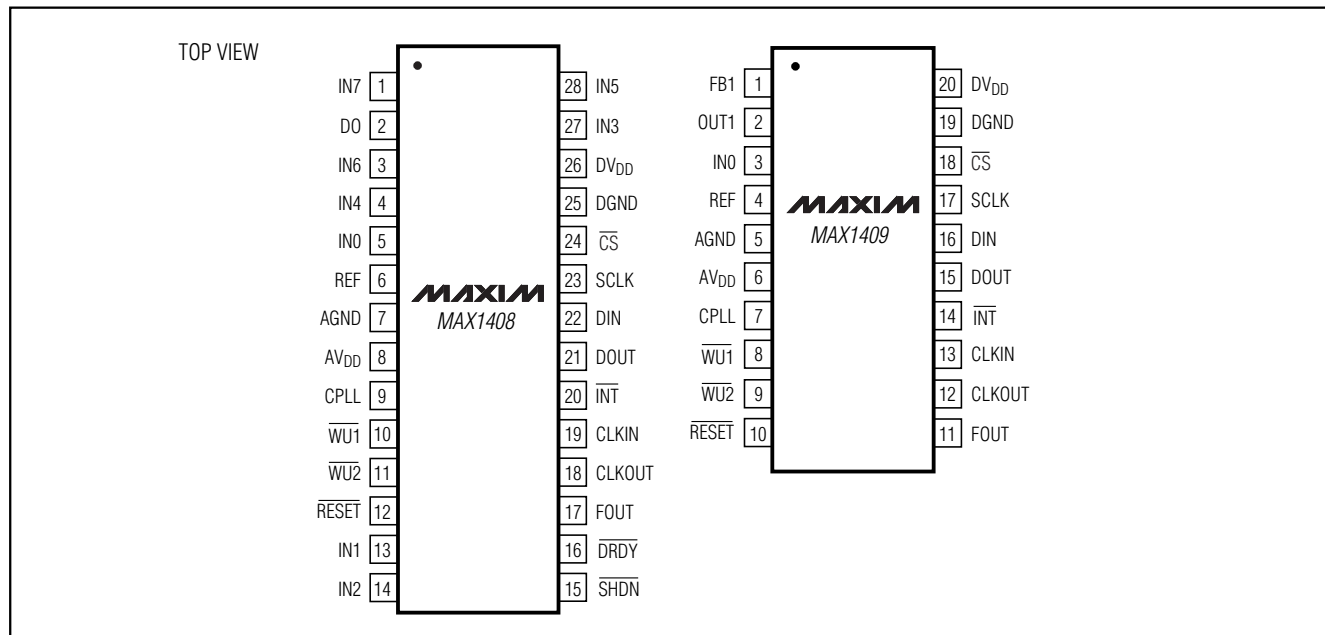 TOP VIEW
IN7 1 28 IN5
DO 2 27 IN3
IN6 3 26 DVDD
IN4 4 25 DGND
IN0 5 24 CS
REF 6 23 SCLK
AGND 7 22 DIN
AVDD 8 21 DOUT
CPLL 9 20 INT
WU1 10 19 CLKIN
WU2 11 18 CLKOUT
RESET 12 17 FOUT
IN1 13 16 DRDY
IN2 14 15 SHDN
MAXIM
MAX1408
FB1 1 20 DVDD
OUT1 2 19 DGND
IN0 3 18 CS
REF 4 17 SCLK
AGND 5 16 DIN
AVDD 6 15 DOUT
CPLL 7 14 INT
WU1 8 13 CLKIN
WU2 9 12 CLKOUT
RESET 10 11 FOUT
MAXIM
MAX1409